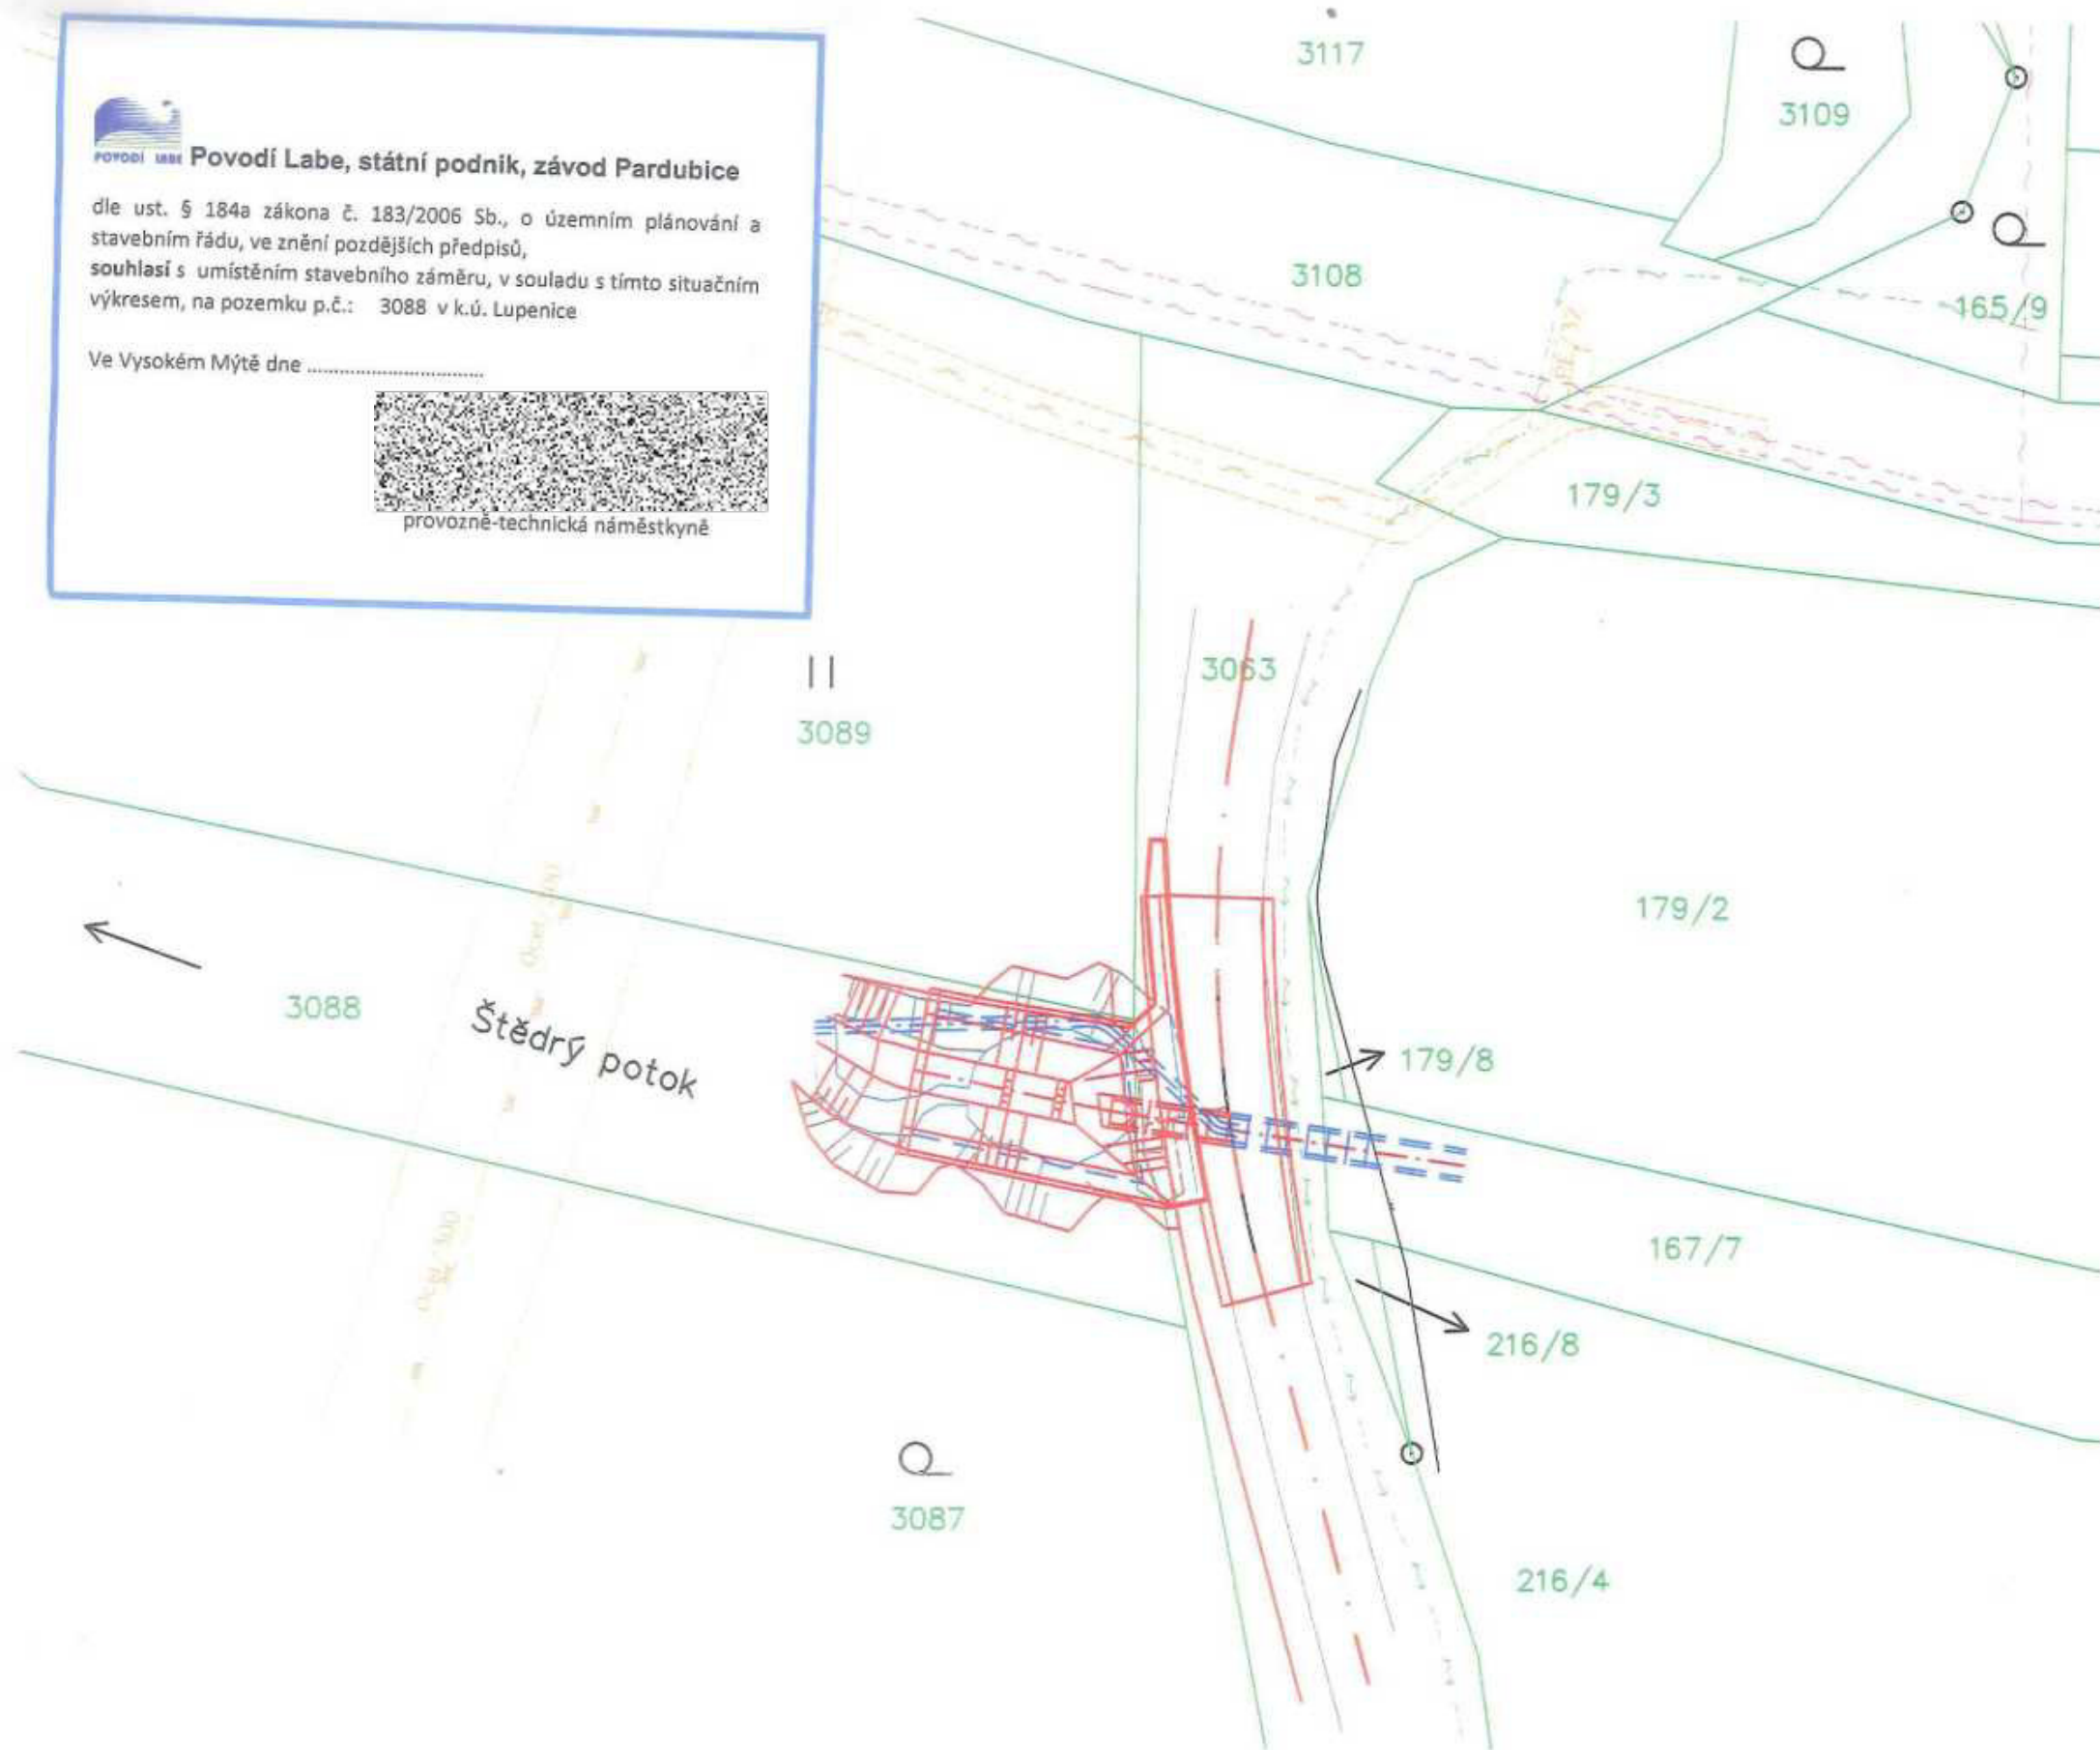 POVODÍ LABE
Povodí Labe, státní podnik, závod Pardubice
dle ust. § 184a zákona č. 183/2006 Sb., o územním plánování a
stavebním řádu, ve znění pozdějších předpisů,
souhlasí s umístěním stavebního záměru, v souladu s tímto situačním
výkresem, na pozemku p.č.: 3088 v k.ú. Lupenice
Ve Vysokém Mýtě dne ................................
provozně-technická náměstkyně
3117
3109
3108
165/9
179/3
3063
3089
179/2
3088
Štědrý potok
179/8
167/7
Ocel/300
216/8
3087
216/4